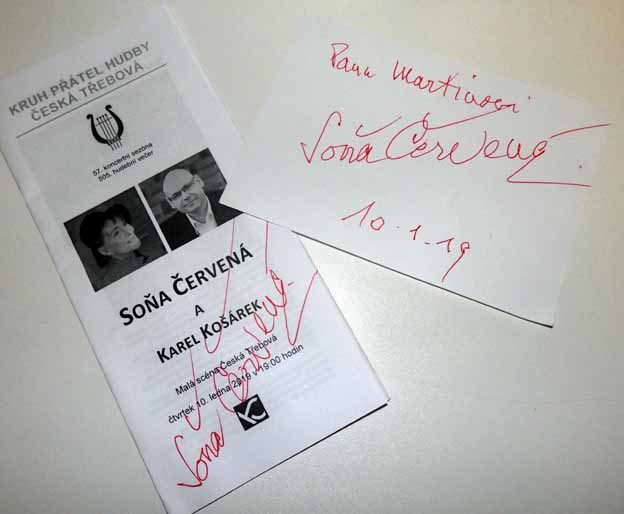 KRUH PŘÁTEL HUDBY
ČESKÁ TŘEBOVÁ
57. koncertní sezóna
505. hudební večer
SOŇA ČERVENÁ
A
KAREL KOŠÁREK
Malá scéna Česká Třebová
čtvrtek 10. ledna 2019 v 19:00 hodin
Soňa Červená
Panu Martinovi
Soňa Červená
10.1.19